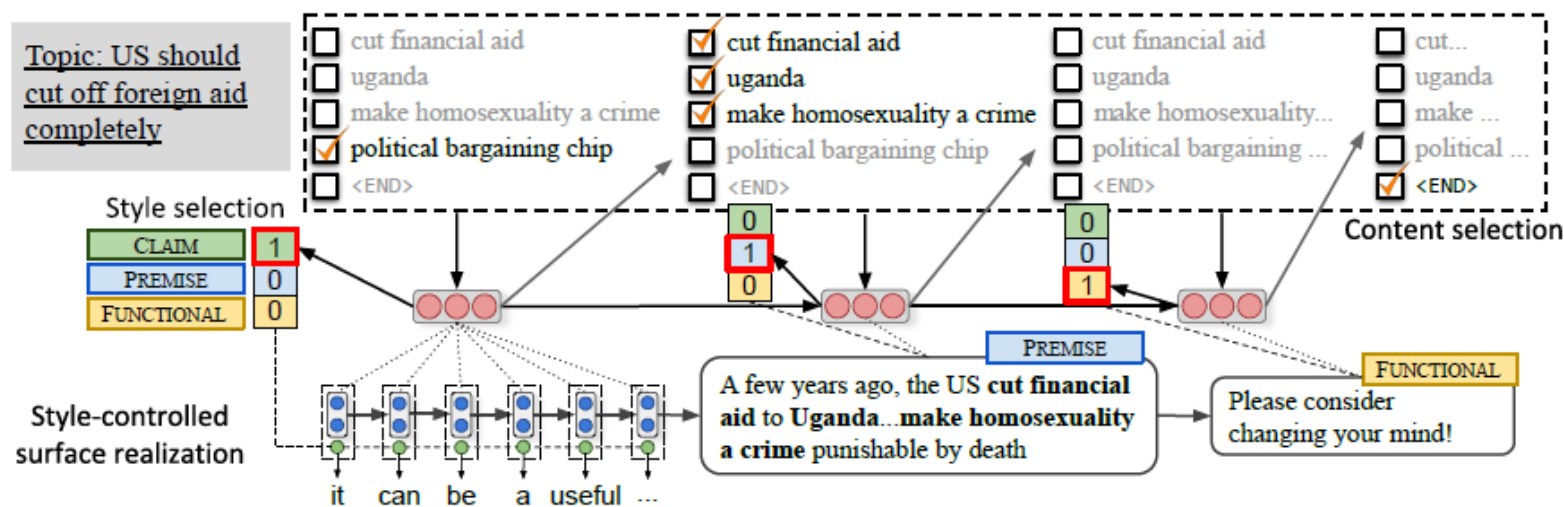 Topic: US should
cut off foreign aid
completely
cut financial aid
uganda
make homosexuality a crime
political bargaining chip
<END>
cut financial aid
uganda
make homosexuality a crime
political bargaining chip
<END>
cut financial aid
uganda
make homosexuality...
political bargaining ...
<END>
cut...
uganda
make ...
political ...
<END>
Content selection
Style selection
CLAIM 1
PREMISE 0
FUNCTIONAL 0
0
1
0
0
0
1
Style-controlled
surface realization
it can be a useful ...
PREMISE
A few years ago, the US cut financial
aid to Uganda...make homosexuality
a crime punishable by death
FUNCTIONAL
Please consider
changing your mind!